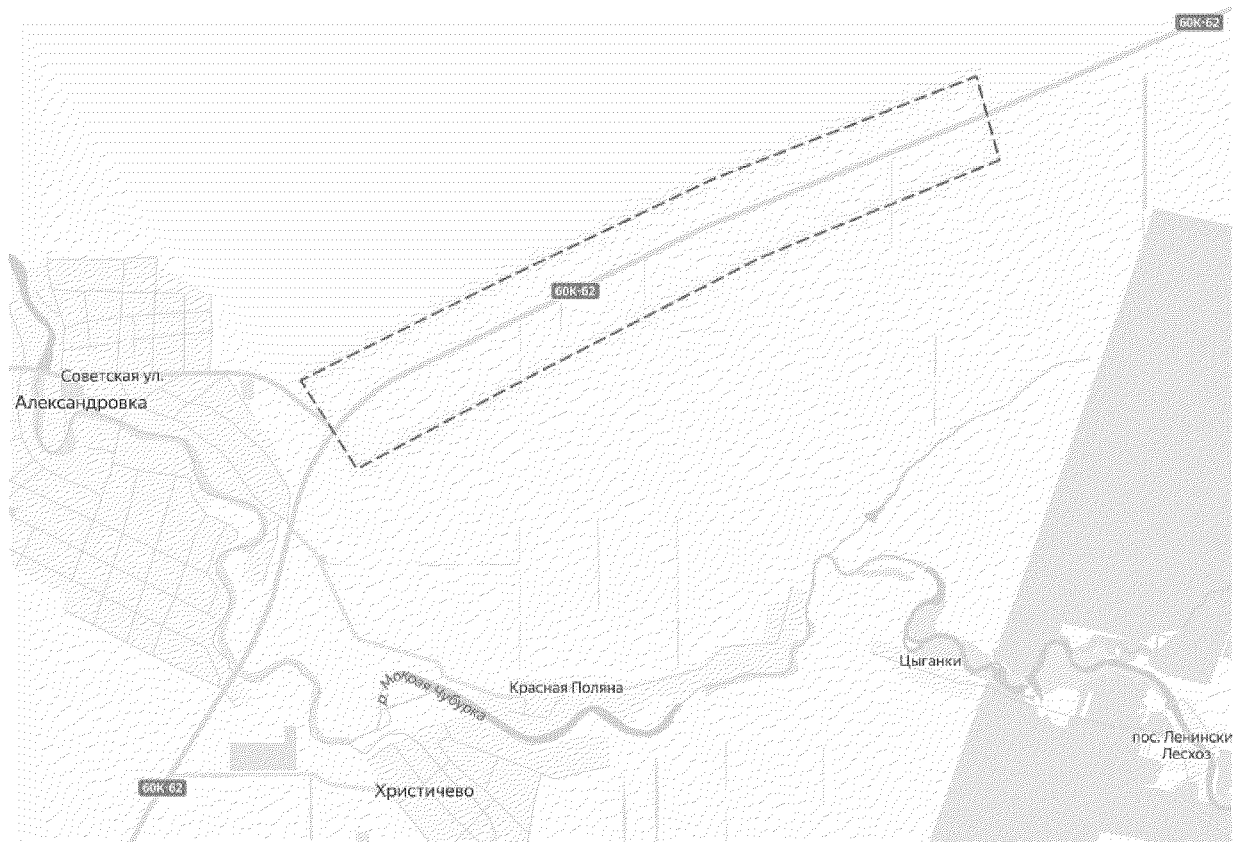 60К-62
60К-62
Советская ул.
Александровка
Цыганки
р. Мокрая Чубурка
Красная Поляна
пос. Ленински
Лесхоз
60К-62
Христичево